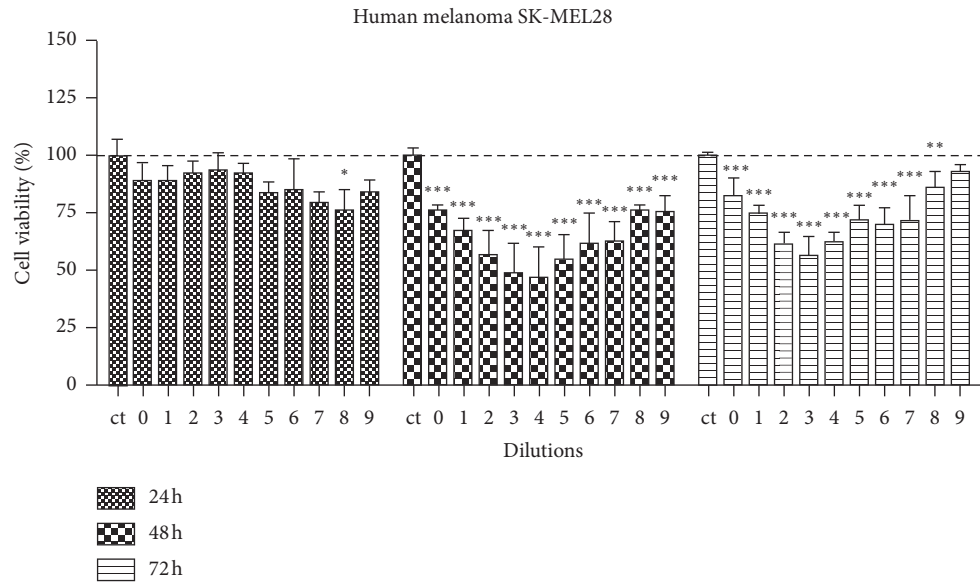 Human melanoma SK-MEL28
150
125
100
75
50
25
0
Cell viability (%)
*
*** *** *** *** *** *** *** *** *** ***
*** *** *** *** *** *** *** *** **
ct 0 1 2 3 4 5 6 7 8 9 ct 0 1 2 3 4 5 6 7 8 9 ct 0 1 2 3 4 5 6 7 8 9
Dilutions
24 h
48 h
72 h